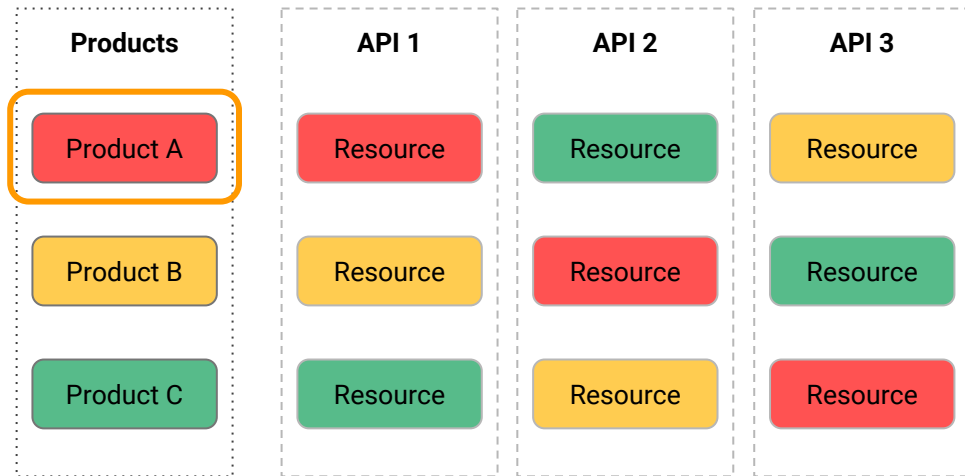 Products
API 1
API 2
API 3
Product A
Resource
Resource
Resource
Product B
Resource
Resource
Resource
Product C
Resource
Resource
Resource